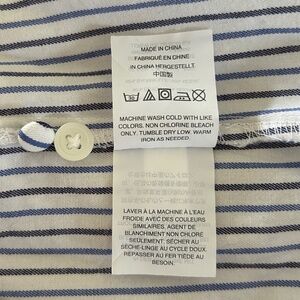 MADE IN CHINA
FABRIQUÉ EN CHINE
IN CHINA HERGESTELLT.
中国製
MACHINE WASH COLD WITH LIKE
COLORS. NON CHLORINE BLEACH
ONLY. TUMBLE DRY LOW. WARM
IRON AS NEEDED.
LAVER À LA MACHINE À L'EAU
FROIDE AVEC DES COULEURS
SIMILAIRES, AGENT DE
BLANCHIMENT NON CHLORÉ
SEULEMENT. SÉCHER AU
SÈCHE-LINGE AU CYCLE DOUX.
REPASSER AU FER TIÈDE AU
BESOIN.